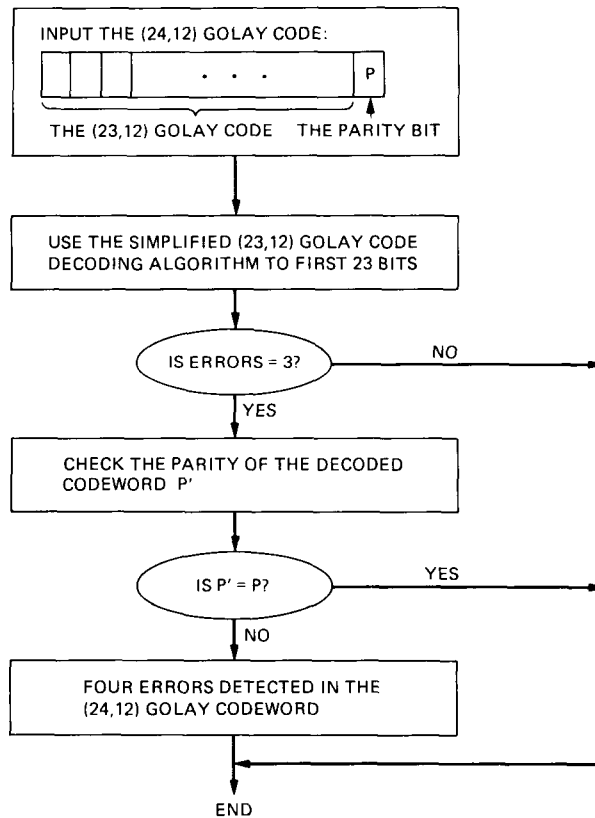 INPUT THE (24,12) GOLAY CODE:
. . .
P
THE (23,12) GOLAY CODE
THE PARITY BIT
USE THE SIMPLIFIED (23,12) GOLAY CODE
DECODING ALGORITHM TO FIRST 23 BITS
IS ERRORS = 3?
NO
YES
CHECK THE PARITY OF THE DECODED
CODEWORD P'
IS P' = P?
YES
NO
FOUR ERRORS DETECTED IN THE
(24,12) GOLAY CODEWORD
END